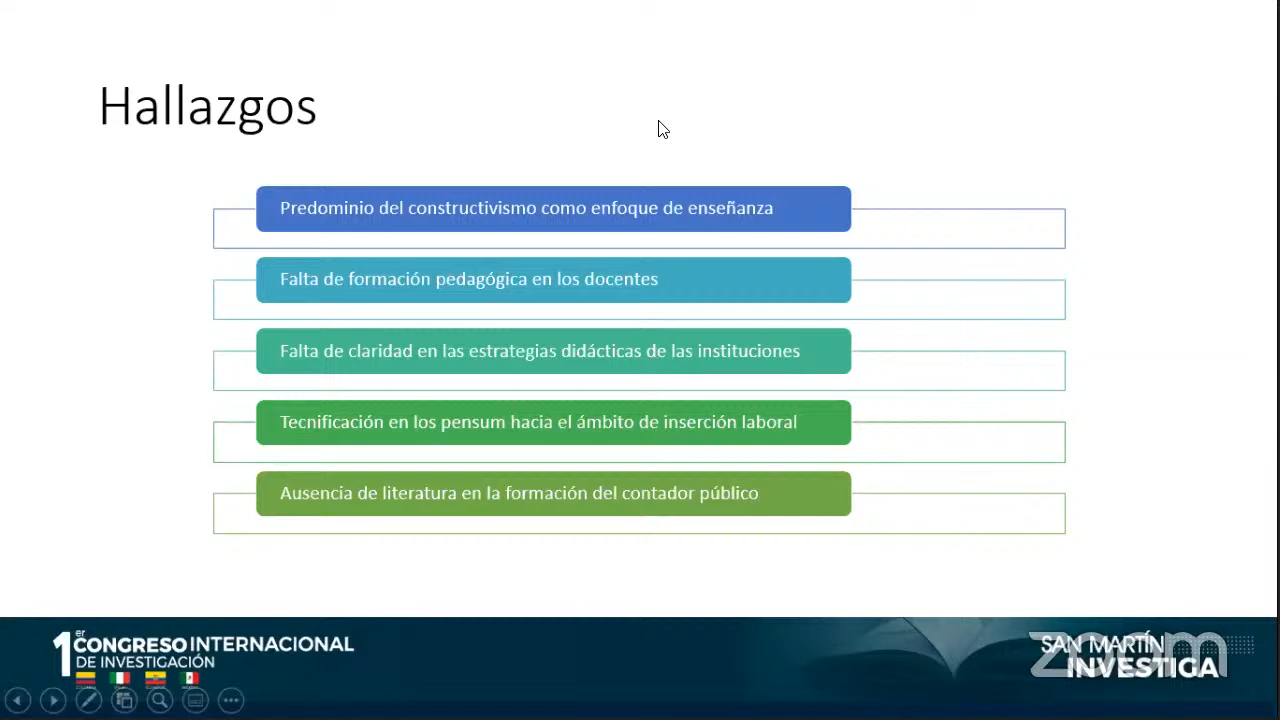 Hallazgos
Predominio del constructivismo como enfoque de enseñanza
Falta de formación pedagógica en los docentes
Falta de claridad en las estrategias didácticas de las instituciones
Tecnificación en los pensum hacia el ámbito de inserción laboral
Ausencia de literatura en la formación del contador público
1er CONGRESO INTERNACIONAL
DE INVESTIGACIÓN
SAN MARTÍN
INVESTIGA
zoom